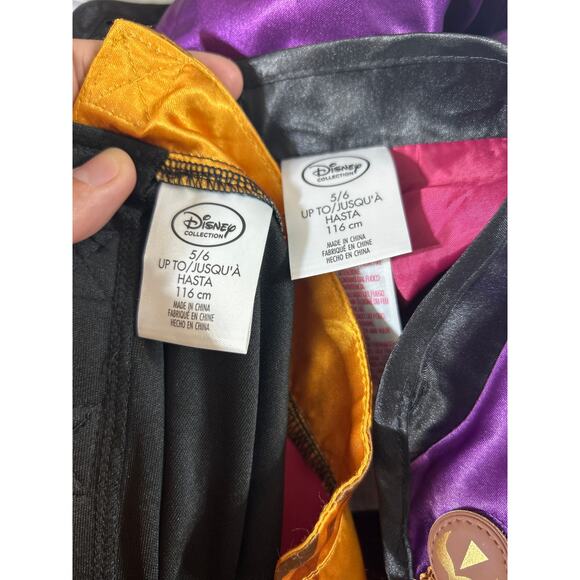 Disney
COLLECTION
5/6
UP TO/JUSQU'À
HASTA
116 cm
MADE IN CHINA
FABRIQUÉ EN CHINE
HECHO EN CHINA
Disney
COLLECTION
5/6
UP TO/JUSQU'À
HASTA
116 cm
MADE IN CHINA
FABRIQUÉ EN CHINE
HECHO EN CHINA